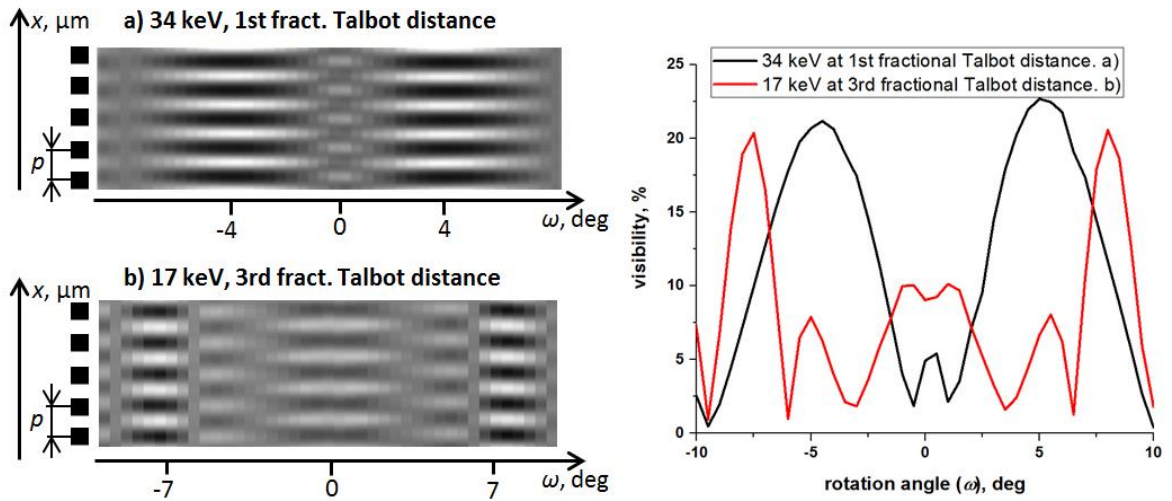 x, μm
a) 34 keV, 1st fract. Talbot distance
p
-4
0
4
ω, deg
b) 17 keV, 3rd fract. Talbot distance
x, μm
p
-7
0
7
ω, deg
34 keV at 1st fractional Talbot distance. a)
17 keV at 3rd fractional Talbot distance. b)
25
20
15
10
5
0
visibility, %
-10
-5
0
5
10
rotation angle (ω), deg